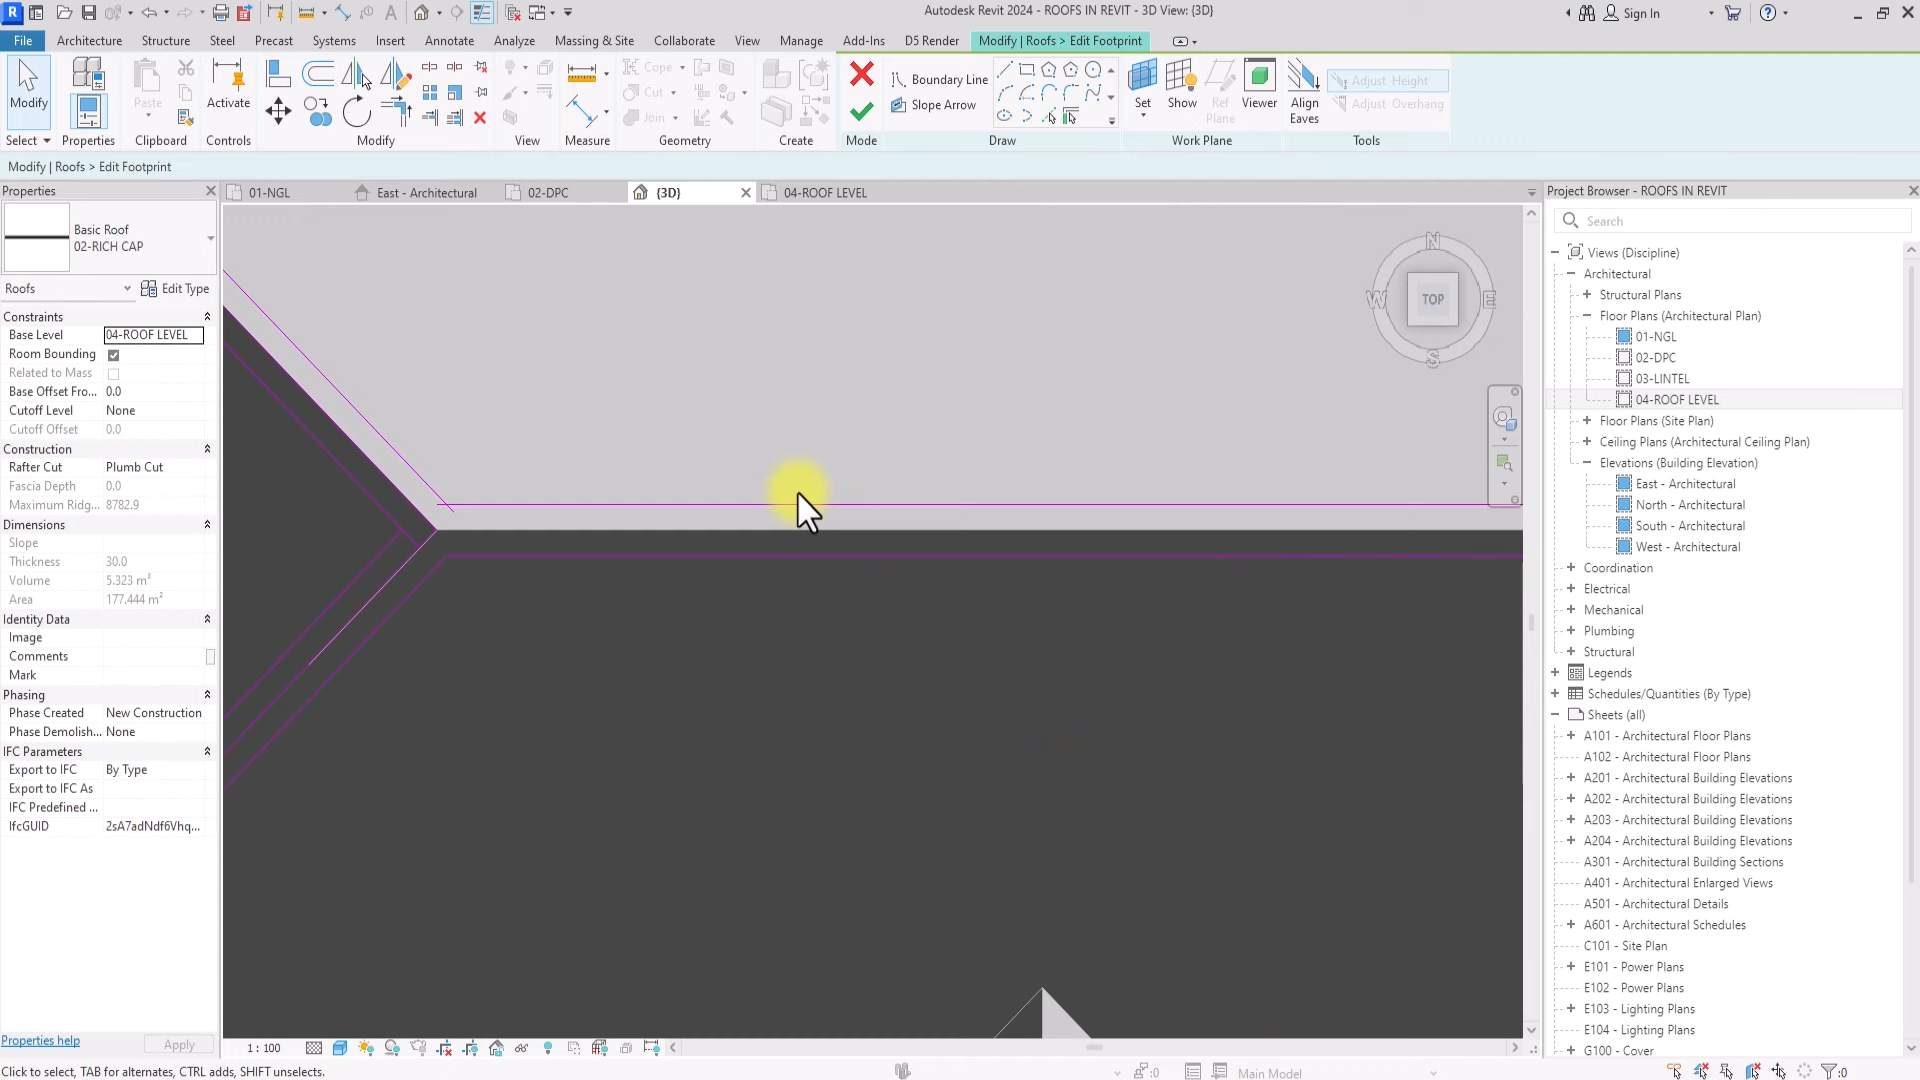 Autodesk Revit 2024 - ROOFS IN REVIT - 3D View: {3D}
Sign In
File Architecture Structure Steel Precast Systems Insert Annotate Analyze Massing & Site Collaborate View Manage Add-Ins D5 Render Modify | Roofs > Edit Footprint
Modify
Paste
Activate
Cope
Cut
Join
Boundary Line
Slope Arrow
Set
Show
Ref
Plane
Viewer
Align
Eaves
Adjust Height
Adjust Overhang
Select Properties Clipboard Controls Modify View Measure Geometry Create Mode Draw Work Plane Tools
Modify | Roofs > Edit Footprint
Properties
01-NGL
East - Architectural
02-DPC
{3D}
04-ROOF LEVEL
Project Browser - ROOFS IN REVIT
Basic Roof
02-RICH CAP
Roofs
Edit Type
Constraints
Base Level 04-ROOF LEVEL
Room Bounding
Related to Mass
Base Offset Fro... 0.0
Cutoff Level None
Cutoff Offset 0.0
Construction
Rafter Cut Plumb Cut
Fascia Depth 0.0
Maximum Ridg... 8782.9
Dimensions
Slope
Thickness 30.0
Volume 5.323 m³
Area 177.444 m²
Identity Data
Image
Comments
Mark
Phasing
Phase Created New Construction
Phase Demolish... None
IFC Parameters
Export to IFC By Type
Export to IFC As
IFC Predefined ...
IfcGUID 2sA7adNdf6Vhq...
Properties help
Apply
N
W
TOP
E
S
Search
Views (Discipline)
Architectural
Structural Plans
Floor Plans (Architectural Plan)
01-NGL
02-DPC
03-LINTEL
04-ROOF LEVEL
Floor Plans (Site Plan)
Ceiling Plans (Architectural Ceiling Plan)
Elevations (Building Elevation)
East - Architectural
North - Architectural
South - Architectural
West - Architectural
Coordination
Electrical
Mechanical
Plumbing
Structural
Legends
Schedules/Quantities (By Type)
Sheets (all)
A101 - Architectural Floor Plans
A102 - Architectural Floor Plans
A201 - Architectural Building Elevations
A202 - Architectural Building Elevations
A203 - Architectural Building Elevations
A204 - Architectural Building Elevations
A301 - Architectural Building Sections
A401 - Architectural Enlarged Views
A501 - Architectural Details
A601 - Architectural Schedules
C101 - Site Plan
E101 - Power Plans
E102 - Power Plans
E103 - Lighting Plans
E104 - Lighting Plans
G100 - Cover
1 : 100
Click to select, TAB for alternates, CTRL adds, SHIFT unselects.
:0
Main Model
:0